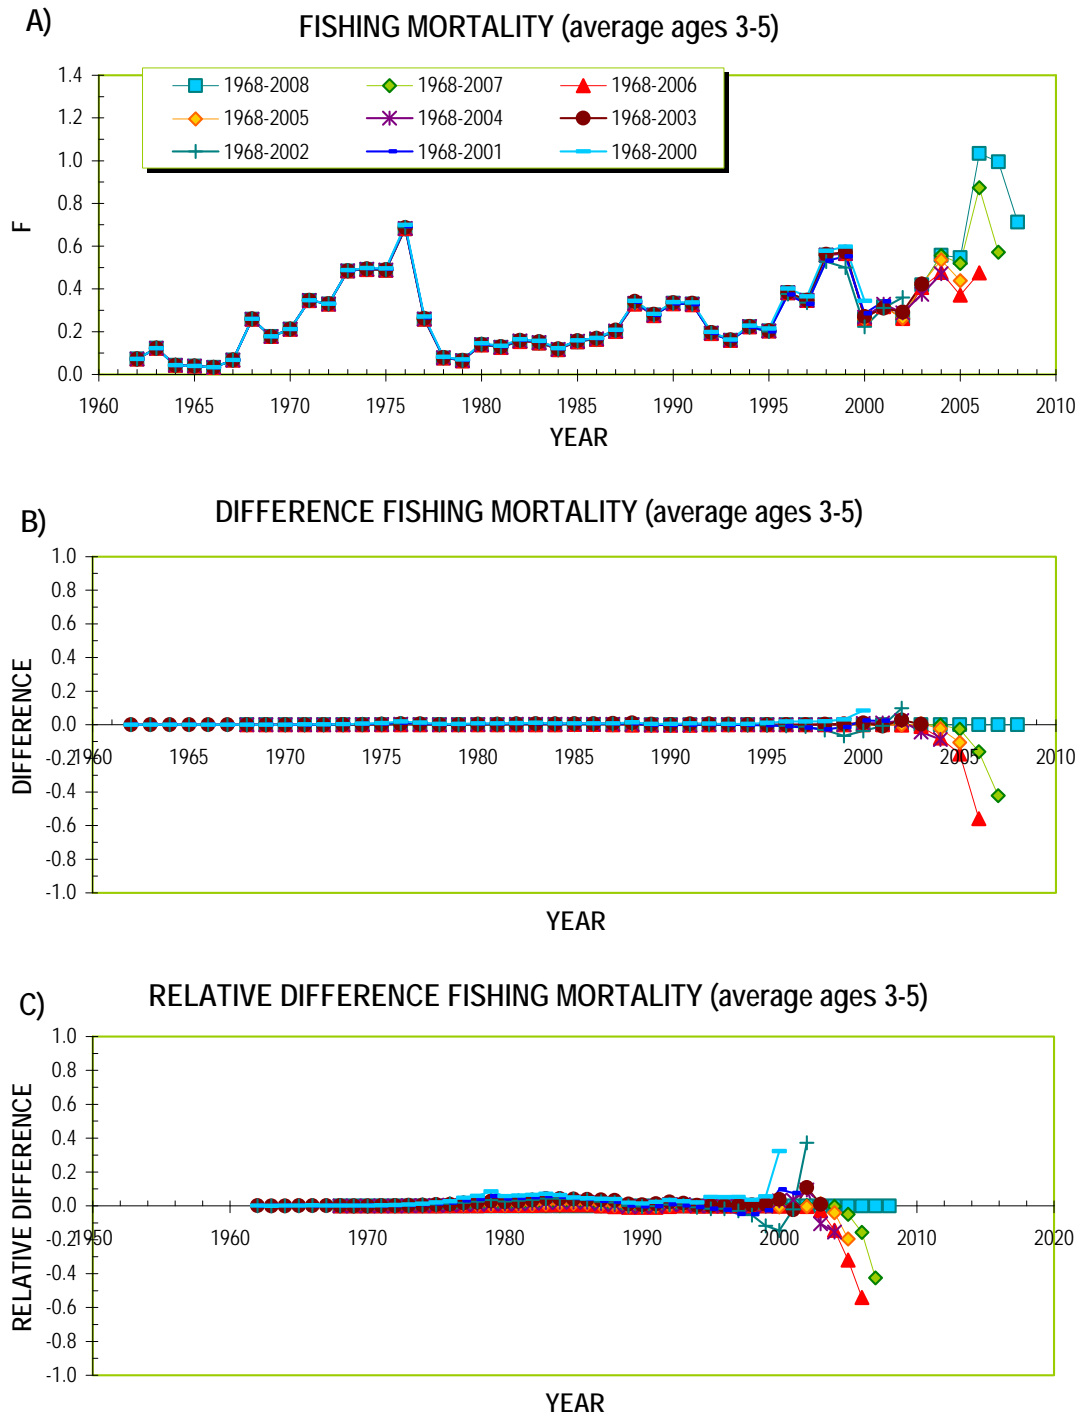 A)
FISHING MORTALITY (average ages 3-5)
1968-2008 1968-2007 1968-2006
1968-2005 1968-2004 1968-2003
1968-2002 1968-2001 1968-2000
1.4
1.2
1.0
0.8
0.6
0.4
0.2
0.0
F
1960 1965 1970 1975 1980 1985 1990 1995 2000 2005 2010
YEAR
B)
DIFFERENCE FISHING MORTALITY (average ages 3-5)
1.0
0.8
0.6
0.4
0.2
0.0
-0.2
-0.4
-0.6
-0.8
-1.0
DIFFERENCE
1960 1965 1970 1975 1980 1985 1990 1995 2000 2005 2010
YEAR
C)
RELATIVE DIFFERENCE FISHING MORTALITY (average ages 3-5)
1.0
0.8
0.6
0.4
0.2
0.0
-0.2
-0.4
-0.6
-0.8
-1.0
RELATIVE DIFFERENCE
1950 1960 1970 1980 1990 2000 2010 2020
YEAR